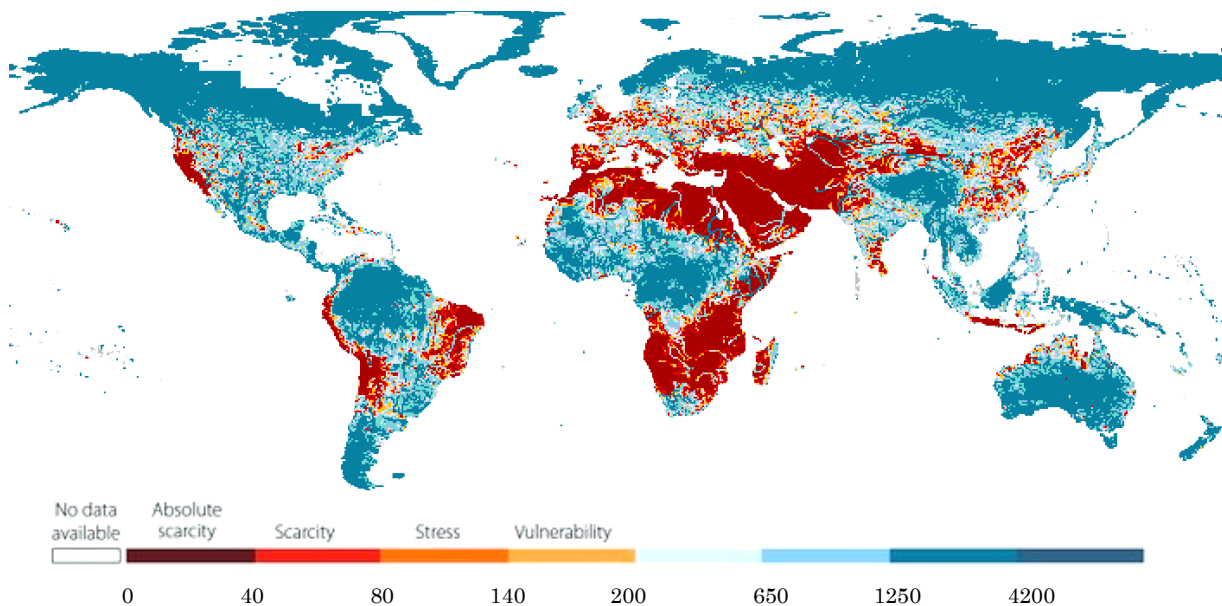 No data
available
Absolute
scarcity
Scarcity
Stress
Vulnerability
0 40 80 140 200 650 1250 4200